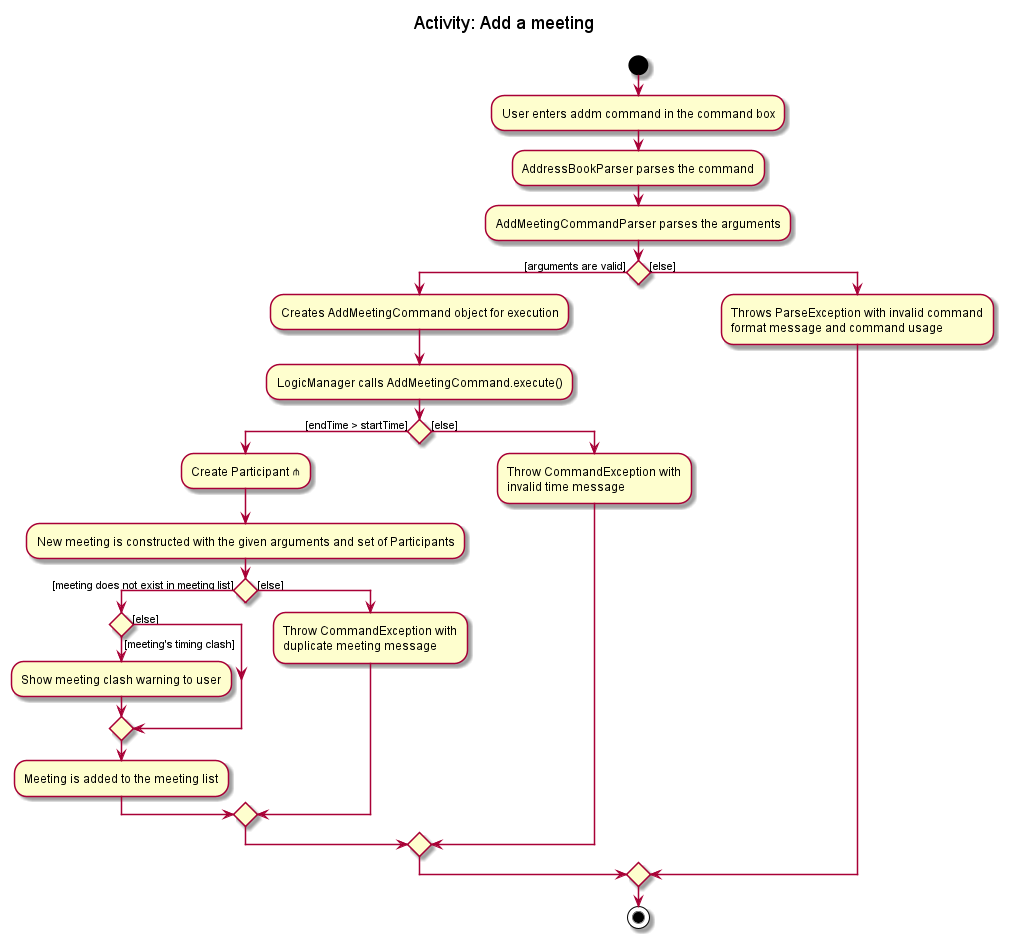 Activity: Add a meeting
User enters addm command in the command box
AddressBookParser parses the command
AddMeetingCommandParser parses the arguments
[arguments are valid]
[else]
Creates AddMeetingCommand object for execution
Throws ParseException with invalid command
format message and command usage
LogicManager calls AddMeetingCommand.execute()
[endTime > startTime]
[else]
Create Participant ⋔
Throw CommandException with
invalid time message
New meeting is constructed with the given arguments and set of Participants
[meeting does not exist in meeting list]
[else]
[else]
[meeting's timing clash]
Throw CommandException with
duplicate meeting message
Show meeting clash warning to user
Meeting is added to the meeting list